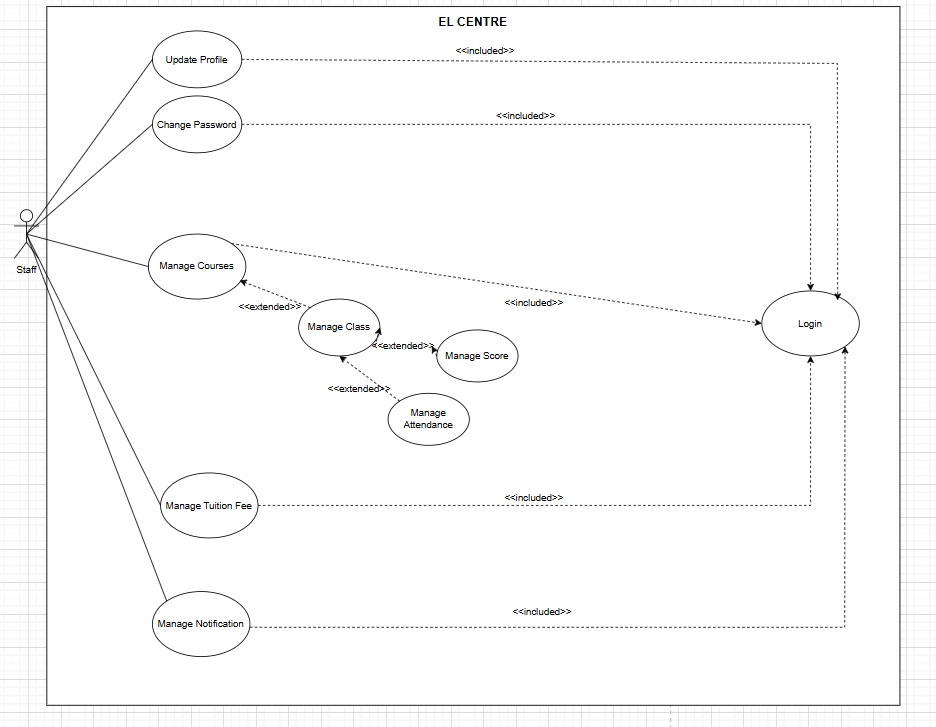 EL CENTRE
<<included>>
Update Profile
<<included>>
Change Password
Staff
Manage Courses
<<included>>
<<extended>>
Manage Class
Login
<<extended>>
Manage Score
<<extended>>
Manage
Attendance
<<included>>
Manage Tuition Fee
<<included>>
Manage Notification